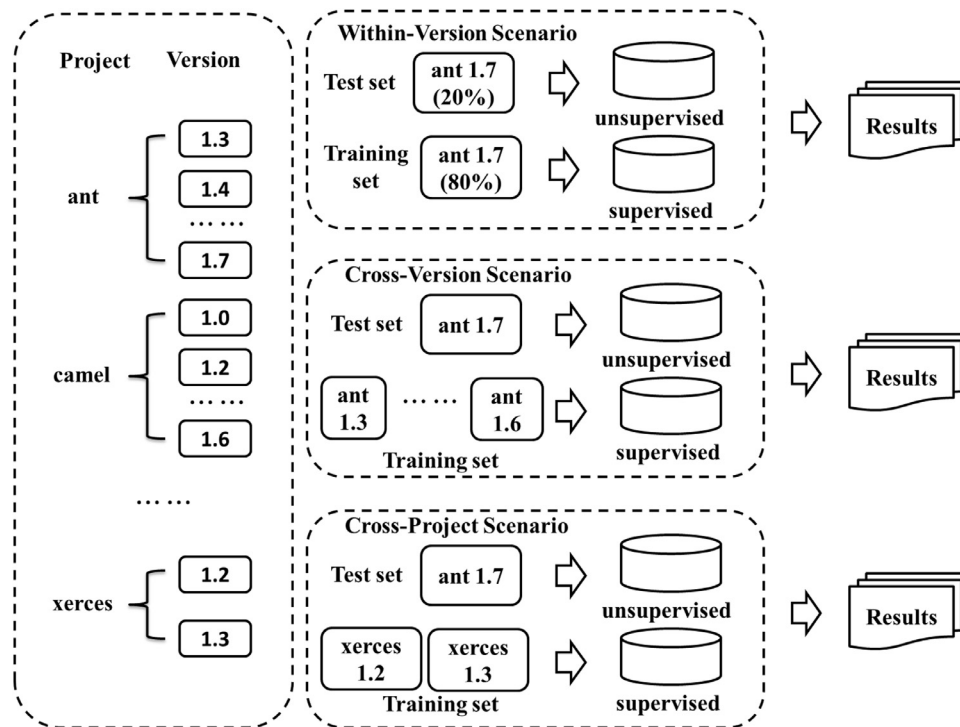 Project Version
1.3
ant
1.4
... ...
1.7
1.0
camel
1.2
... ...
1.6
... ...
1.2
xerces
1.3
Within-Version Scenario
Test set
ant 1.7
(20%)
unsupervised
Training
set
ant 1.7
(80%)
supervised
Results
Cross-Version Scenario
Test set
ant 1.7
unsupervised
ant
1.3
... ...
ant
1.6
Training set
supervised
Results
Cross-Project Scenario
Test set
ant 1.7
unsupervised
xerces
1.2
xerces
1.3
Training set
supervised
Results